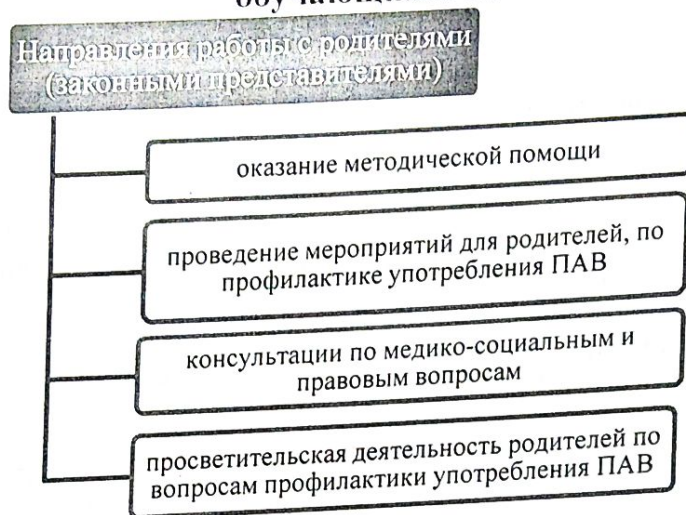 Направления работы с родителями
(законными представителями)
оказание методической помощи
проведение мероприятий для родителей, по
профилактике употребления ПАВ
консультации по медико-социальным и
правовым вопросам
просветительская деятельность родителей по
вопросам профилактики употребления ПАВ